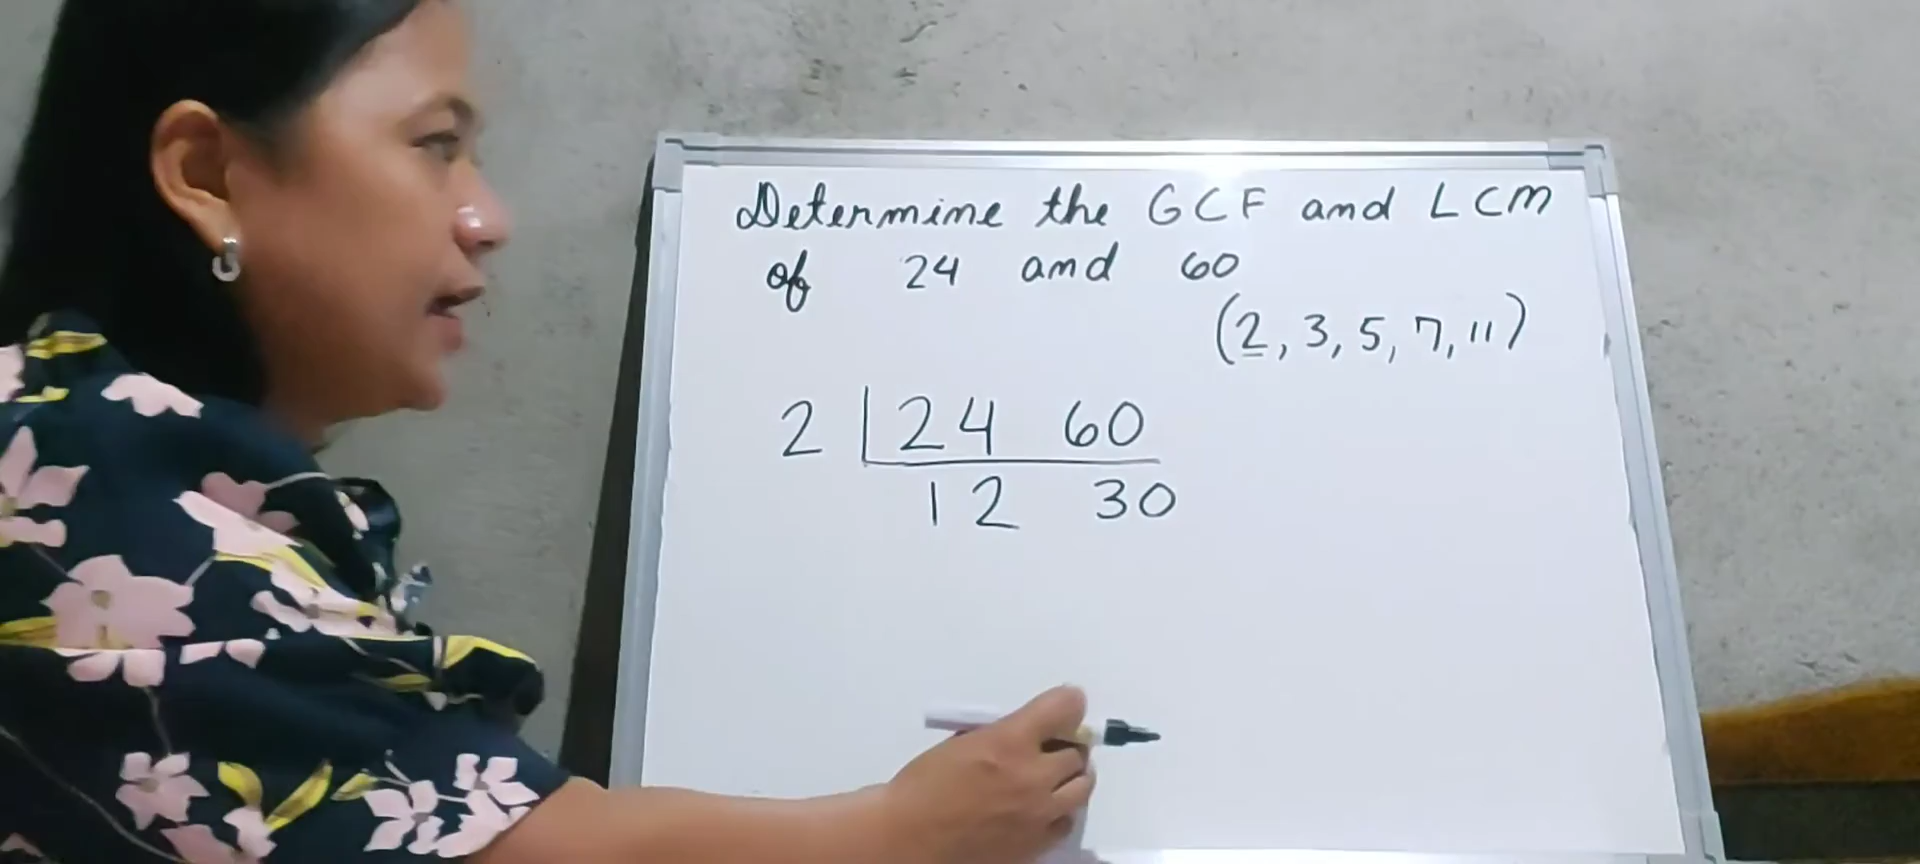 Determine the GCF and LCM
of 24 and 60
(2, 3, 5, 7, 11)
2 24 60
12 30